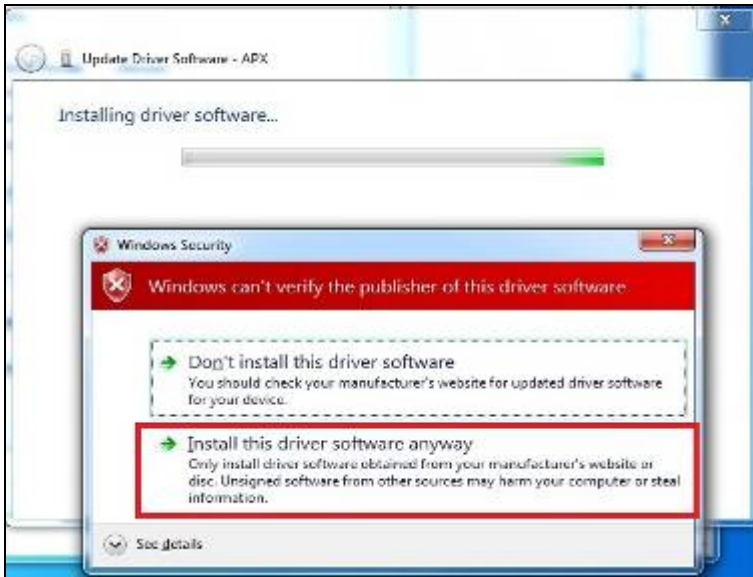 Update Driver Software - APX
Installing driver software...
Windows Security
Windows can't verify the publisher of this driver software
Don't install this driver software
You should check your manufacturer's website for updated driver software
for your device.
Install this driver software anyway
Only install driver software obtained from your manufacturer's website or
disc. Unsigned software from other sources may harm your computer or steal
information.
See details